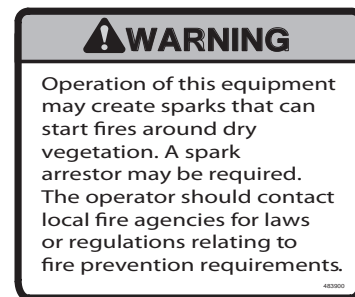 WARNING
Operation of this equipment
may create sparks that can
start fires around dry
vegetation. A spark
arrestor may be required.
The operator should contact
local fire agencies for laws
or regulations relating to
fire prevention requirements.
483900